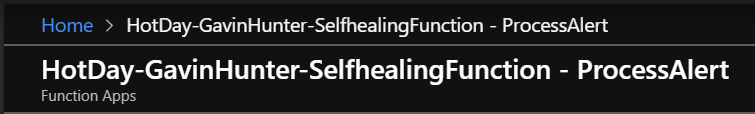 Home > HotDay-GavinHunter-SelfhealingFunction - ProcessAlert
HotDay-GavinHunter-SelfhealingFunction - ProcessAlert
Function Apps